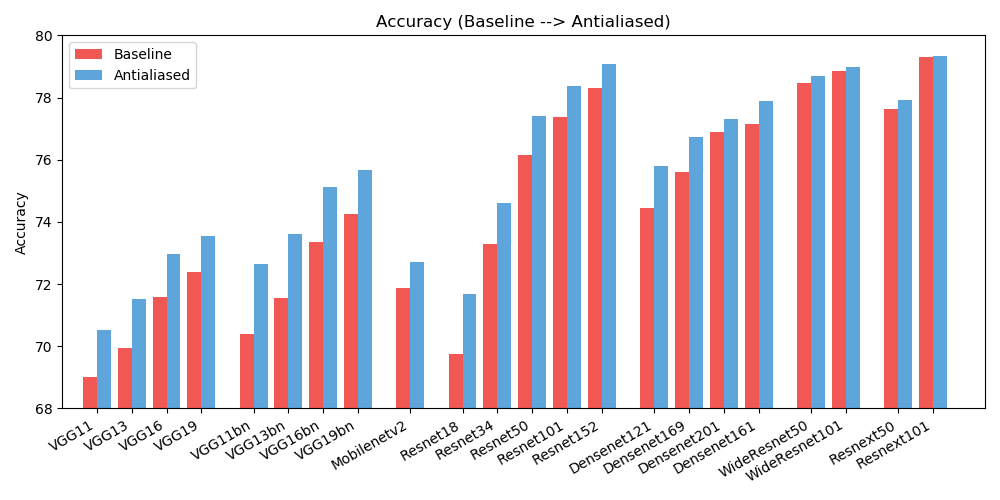 Accuracy (Baseline --> Antialiased)
Baseline
Antialiased
Accuracy
80
78
76
74
72
70
68
VGG11
VGG13
VGG16
VGG19
VGG11bn
VGG13bn
VGG16bn
VGG19bn
Mobilenetv2
Resnet18
Resnet34
Resnet50
Resnet101
Resnet152
Densenet121
Densenet169
Densenet201
Densenet161
WideResnet50
WideResnet101
Resnext50
Resnext101